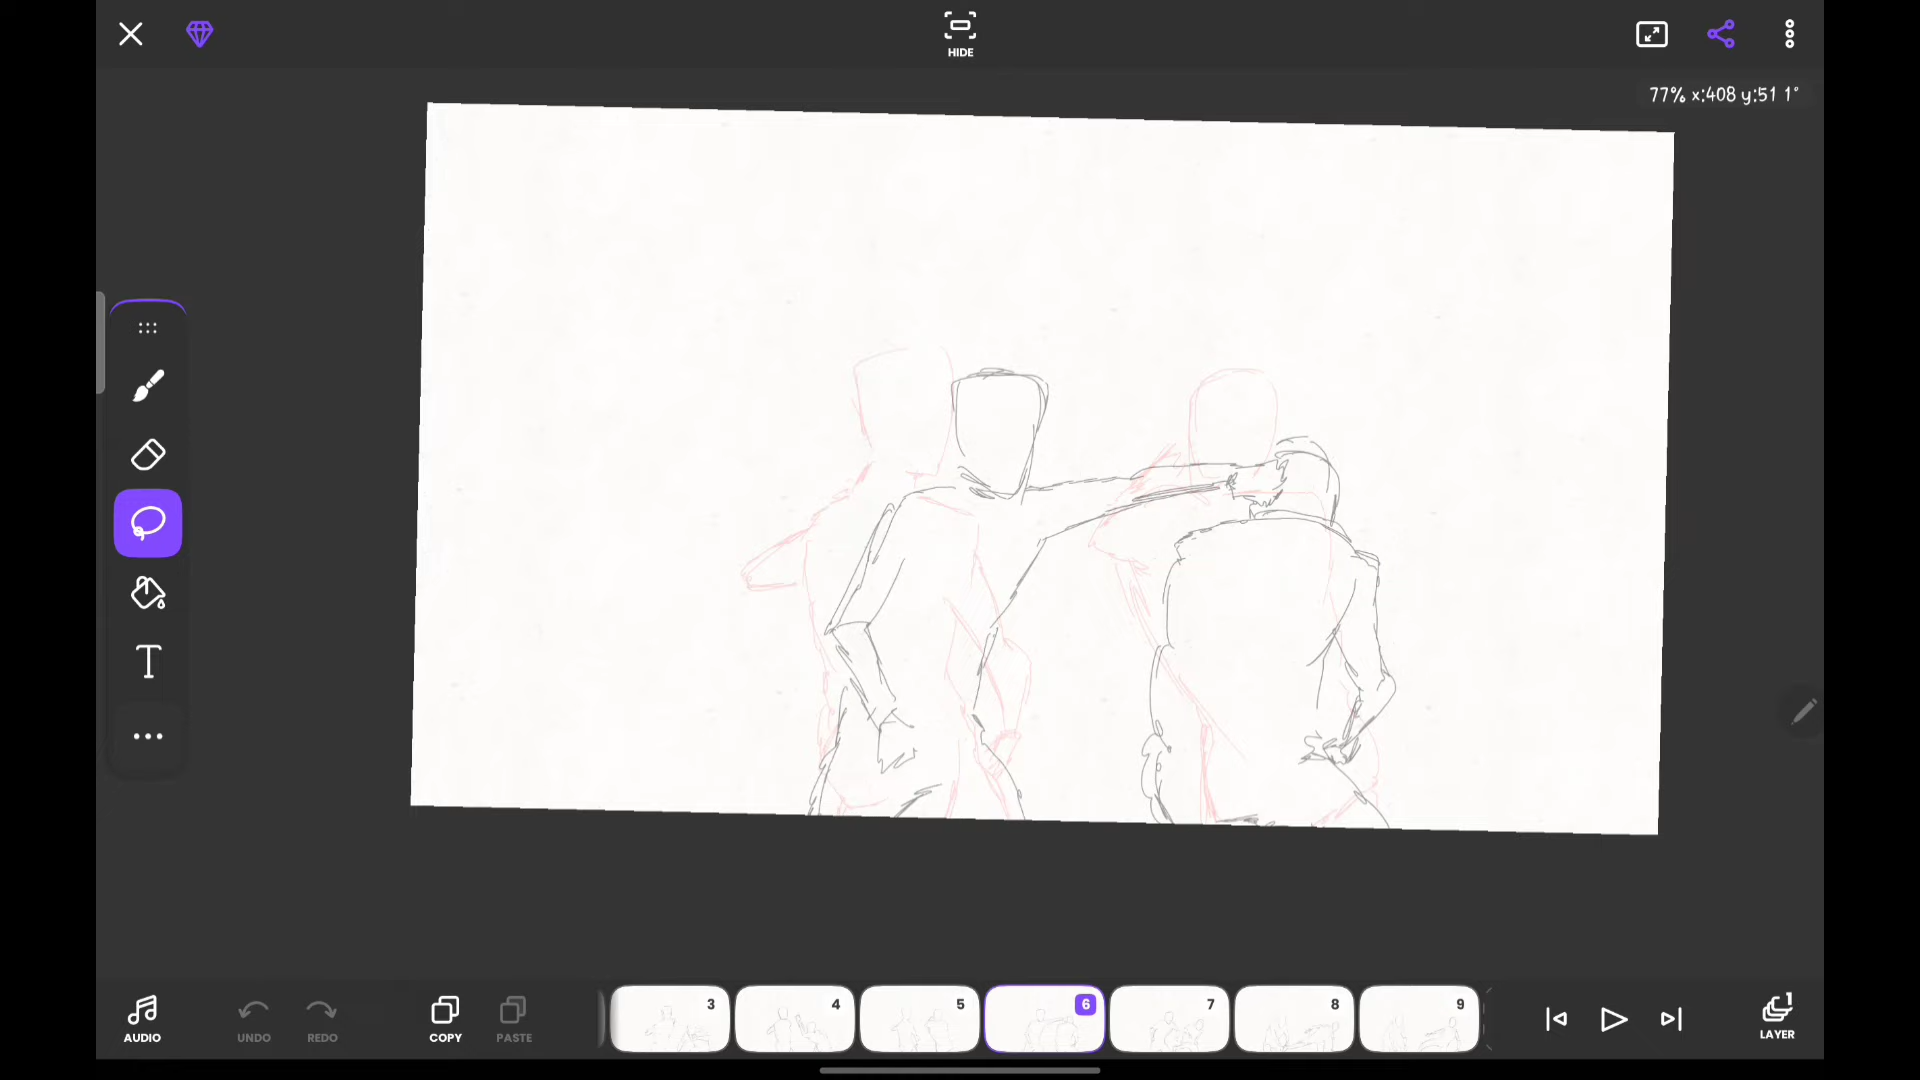 HIDE
77% x:408 y:51 1°
T
AUDIO
UNDO
REDO
COPY
PASTE
3
4
5
6
7
8
9
1
LAYER